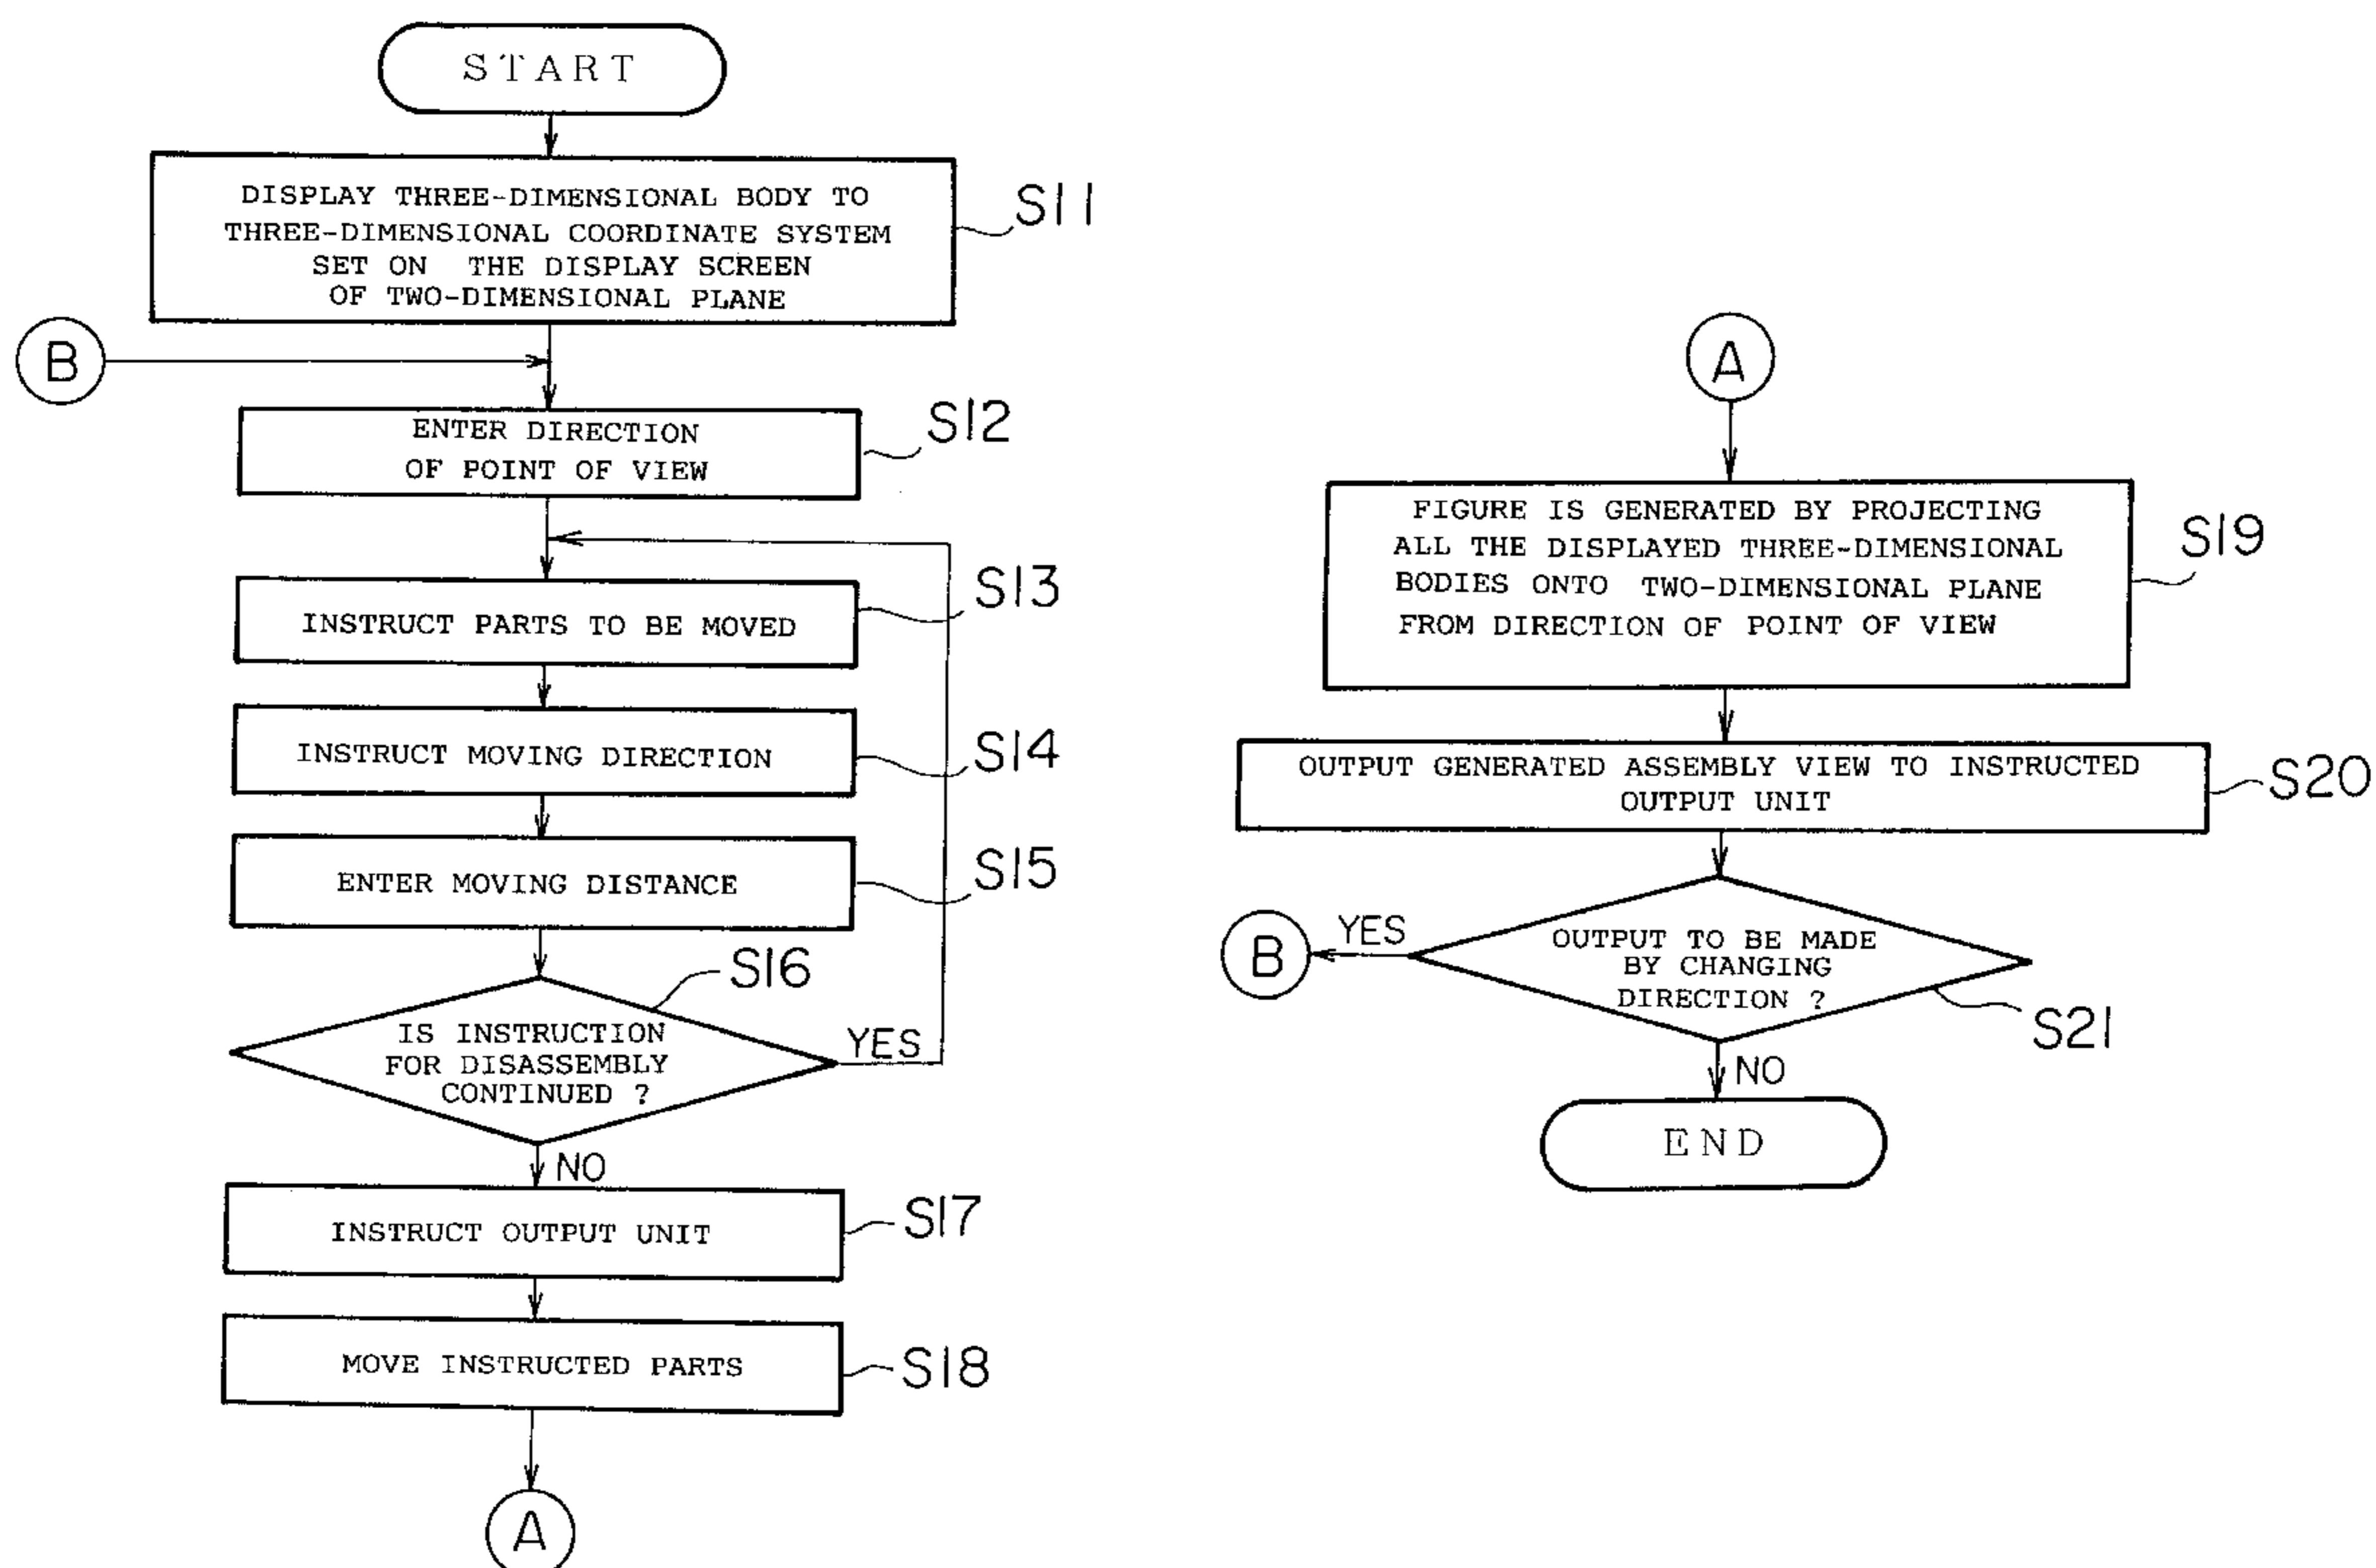 START
DISPLAY THREE-DIMENSIONAL BODY TO
THREE-DIMENSIONAL COORDINATE SYSTEM
SET ON THE DISPLAY SCREEN
OF TWO-DIMENSIONAL PLANE
S11
B
ENTER DIRECTION
OF POINT OF VIEW
S12
INSTRUCT PARTS TO BE MOVED
S13
INSTRUCT MOVING DIRECTION
S14
ENTER MOVING DISTANCE
S15
S16
IS INSTRUCTION
FOR DISASSEMBLY
CONTINUED ?
YES
NO
INSTRUCT OUTPUT UNIT
S17
MOVE INSTRUCTED PARTS
S18
A
A
FIGURE IS GENERATED BY PROJECTING
ALL THE DISPLAYED THREE-DIMENSIONAL
BODIES ONTO TWO-DIMENSIONAL PLANE
FROM DIRECTION OF POINT OF VIEW
S19
OUTPUT GENERATED ASSEMBLY VIEW TO INSTRUCTED
OUTPUT UNIT
S20
B
YES
OUTPUT TO BE MADE
BY CHANGING
DIRECTION ?
S21
NO
END